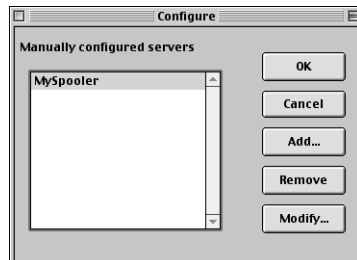 Configure
Manually configured servers
MySpooler
OK
Cancel
Add...
Remove
Modify...